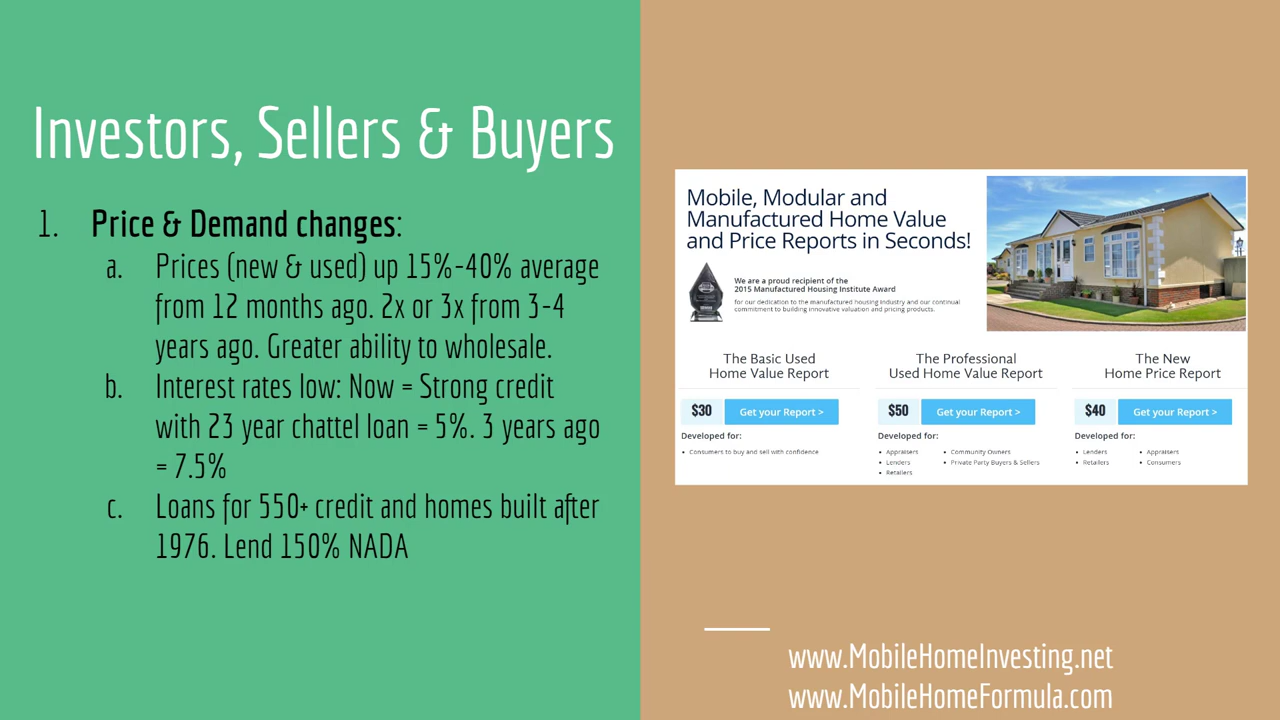 Investors, Sellers & Buyers
1. Price & Demand changes:
a. Prices (new & used) up 15%-40% average
from 12 months ago. 2x or 3x from 3-4
years ago. Greater ability to wholesale.
b. Interest rates low: Now = Strong credit
with 23 year chattel loan = 5%. 3 years ago
= 7.5%
c. Loans for 550+ credit and homes built after
1976. Lend 150% NADA
Mobile, Modular and
Manufactured Home Value
and Price Reports in Seconds!
We are a proud recipient of the
2015 Manufactured Housing Institute Award
for our dedication to the manufactured housing industry and our continual
commitment to building innovative valuation and pricing products.
The Basic Used
Home Value Report
$30 Get your Report >
Developed for:
• Consumers to buy and sell with confidence
The Professional
Used Home Value Report
$50 Get your Report >
Developed for:
• Appraisers • Community Owners
• Lenders • Private Party Buyers & Sellers
• Retailers
The New
Home Price Report
$40 Get your Report >
Developed for:
• Lenders • Appraisers
• Retailers • Consumers
www.MobileHomeInvesting.net
www.MobileHomeFormula.com